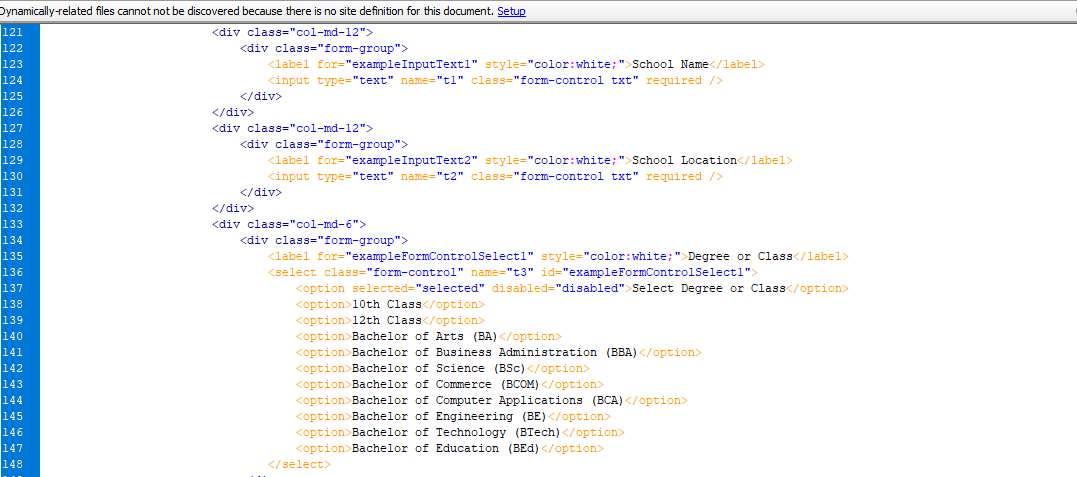 Dynamically-related files cannot not be discovered because there is no site definition for this document. Setup
121 <div class="col-md-12">
122 <div class="form-group">
123 <label for="exampleInputText1" style="color:white;">School Name</label>
124 <input type="text" name="t1" class="form-control txt" required />
125 </div>
126 </div>
127 <div class="col-md-12">
128 <div class="form-group">
129 <label for="exampleInputText2" style="color:white;">School Location</label>
130 <input type="text" name="t2" class="form-control txt" required />
131 </div>
132 </div>
133 <div class="col-md-6">
134 <div class="form-group">
135 <label for="exampleFormControlSelect1" style="color:white;">Degree or Class</label>
136 <select class="form-control" name="t3" id="exampleFormControlSelect1">
137 <option selected="selected" disabled="disabled">Select Degree or Class</option>
138 <option>10th Class</option>
139 <option>12th Class</option>
140 <option>Bachelor of Arts (BA)</option>
141 <option>Bachelor of Business Administration (BBA)</option>
142 <option>Bachelor of Science (BSc)</option>
143 <option>Bachelor of Commerce (BCOM)</option>
144 <option>Bachelor of Computer Applications (BCA)</option>
145 <option>Bachelor of Engineering (BE)</option>
146 <option>Bachelor of Technology (BTech)</option>
147 <option>Bachelor of Education (BEd)</option>
148 </select>